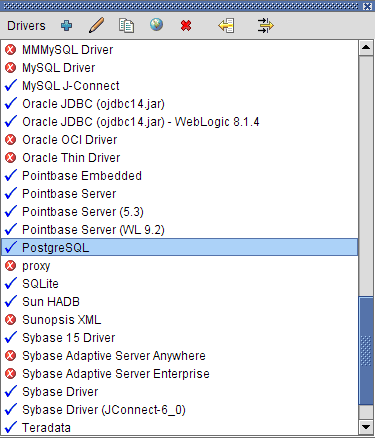 Drivers
MMMySQL Driver
MySQL Driver
MySQL J-Connect
Oracle JDBC (ojdbc14.jar)
Oracle JDBC (ojdbc14.jar) - WebLogic 8.1.4
Oracle OCI Driver
Oracle Thin Driver
Pointbase Embedded
Pointbase Server
Pointbase Server (5.3)
Pointbase Server (WL 9.2)
PostgreSQL
proxy
SQLite
Sun HADB
Sunopsis XML
Sybase 15 Driver
Sybase Adaptive Server Anywhere
Sybase Adaptive Server Enterprise
Sybase Driver
Sybase Driver (JConnect-6_0)
Teradata